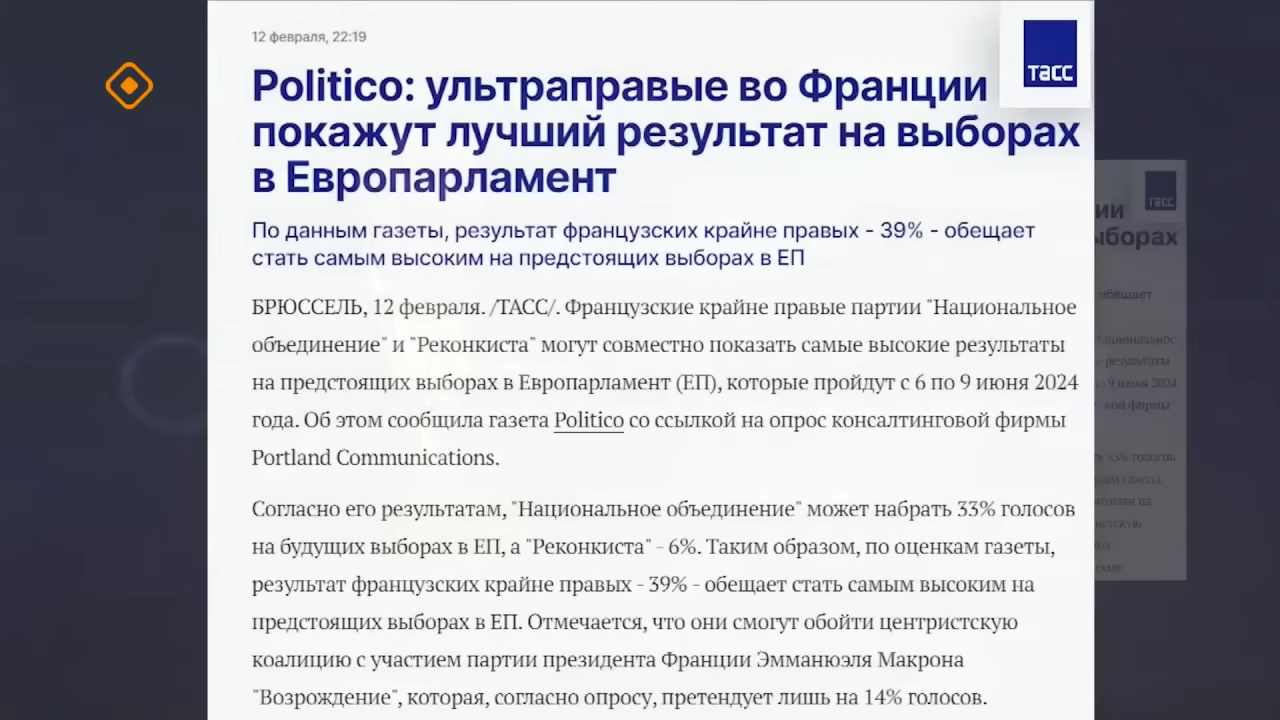 12 февраля, 22:19
ТАСС
Politico: ультраправые во Франции
покажут лучший результат на выборах
в Европарламент
По данным газеты, результат французских крайне правых - 39% - обещает
стать самым высоким на предстоящих выборах в ЕП
БРЮССЕЛЬ, 12 февраля. /ТАСС/. Французские крайне правые партии "Национальное
объединение" и "Реконкиста" могут совместно показать самые высокие результаты
на предстоящих выборах в Европарламент (ЕП), которые пройдут с 6 по 9 июня 2024
года. Об этом сообщила газета Politico со ссылкой на опрос консалтинговой фирмы
Portland Communications.
Согласно его результатам, "Национальное объединение" может набрать 33% голосов
на будущих выборах в ЕП, а "Реконкиста" - 6%. Таким образом, по оценкам газеты,
результат французских крайне правых - 39% - обещает стать самым высоким на
предстоящих выборах в ЕП. Отмечается, что они смогут обойти центристскую
коалицию с участием партии президента Франции Эмманюэля Макрона
"Возрождение", которая, согласно опросу, претендует лишь на 14% голосов.
ТАСС